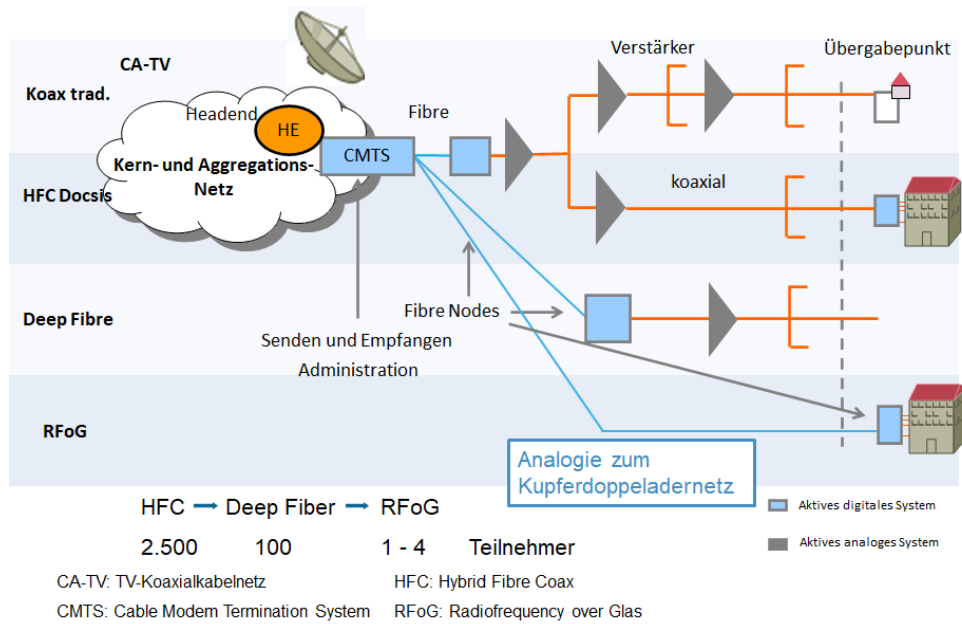 CA-TV
Verstärker
Übergabepunkt
Koax trad.
Headend
Fibre
HE
CMTS
Kern- und Aggregations-
Netz
HFC Docsis
koaxial
Deep Fibre
Fibre Nodes
Senden und Empfangen
Administration
RFoG
Analogie zum
Kupferdoppeladernetz
HFC → Deep Fiber → RFoG
2.500 100 1 - 4 Teilnehmer
Aktives digitales System
Aktives analoges System
CA-TV: TV-Koaxialkabelnetz HFC: Hybrid Fibre Coax
CMTS: Cable Modem Termination System RFoG: Radiofrequency over Glas